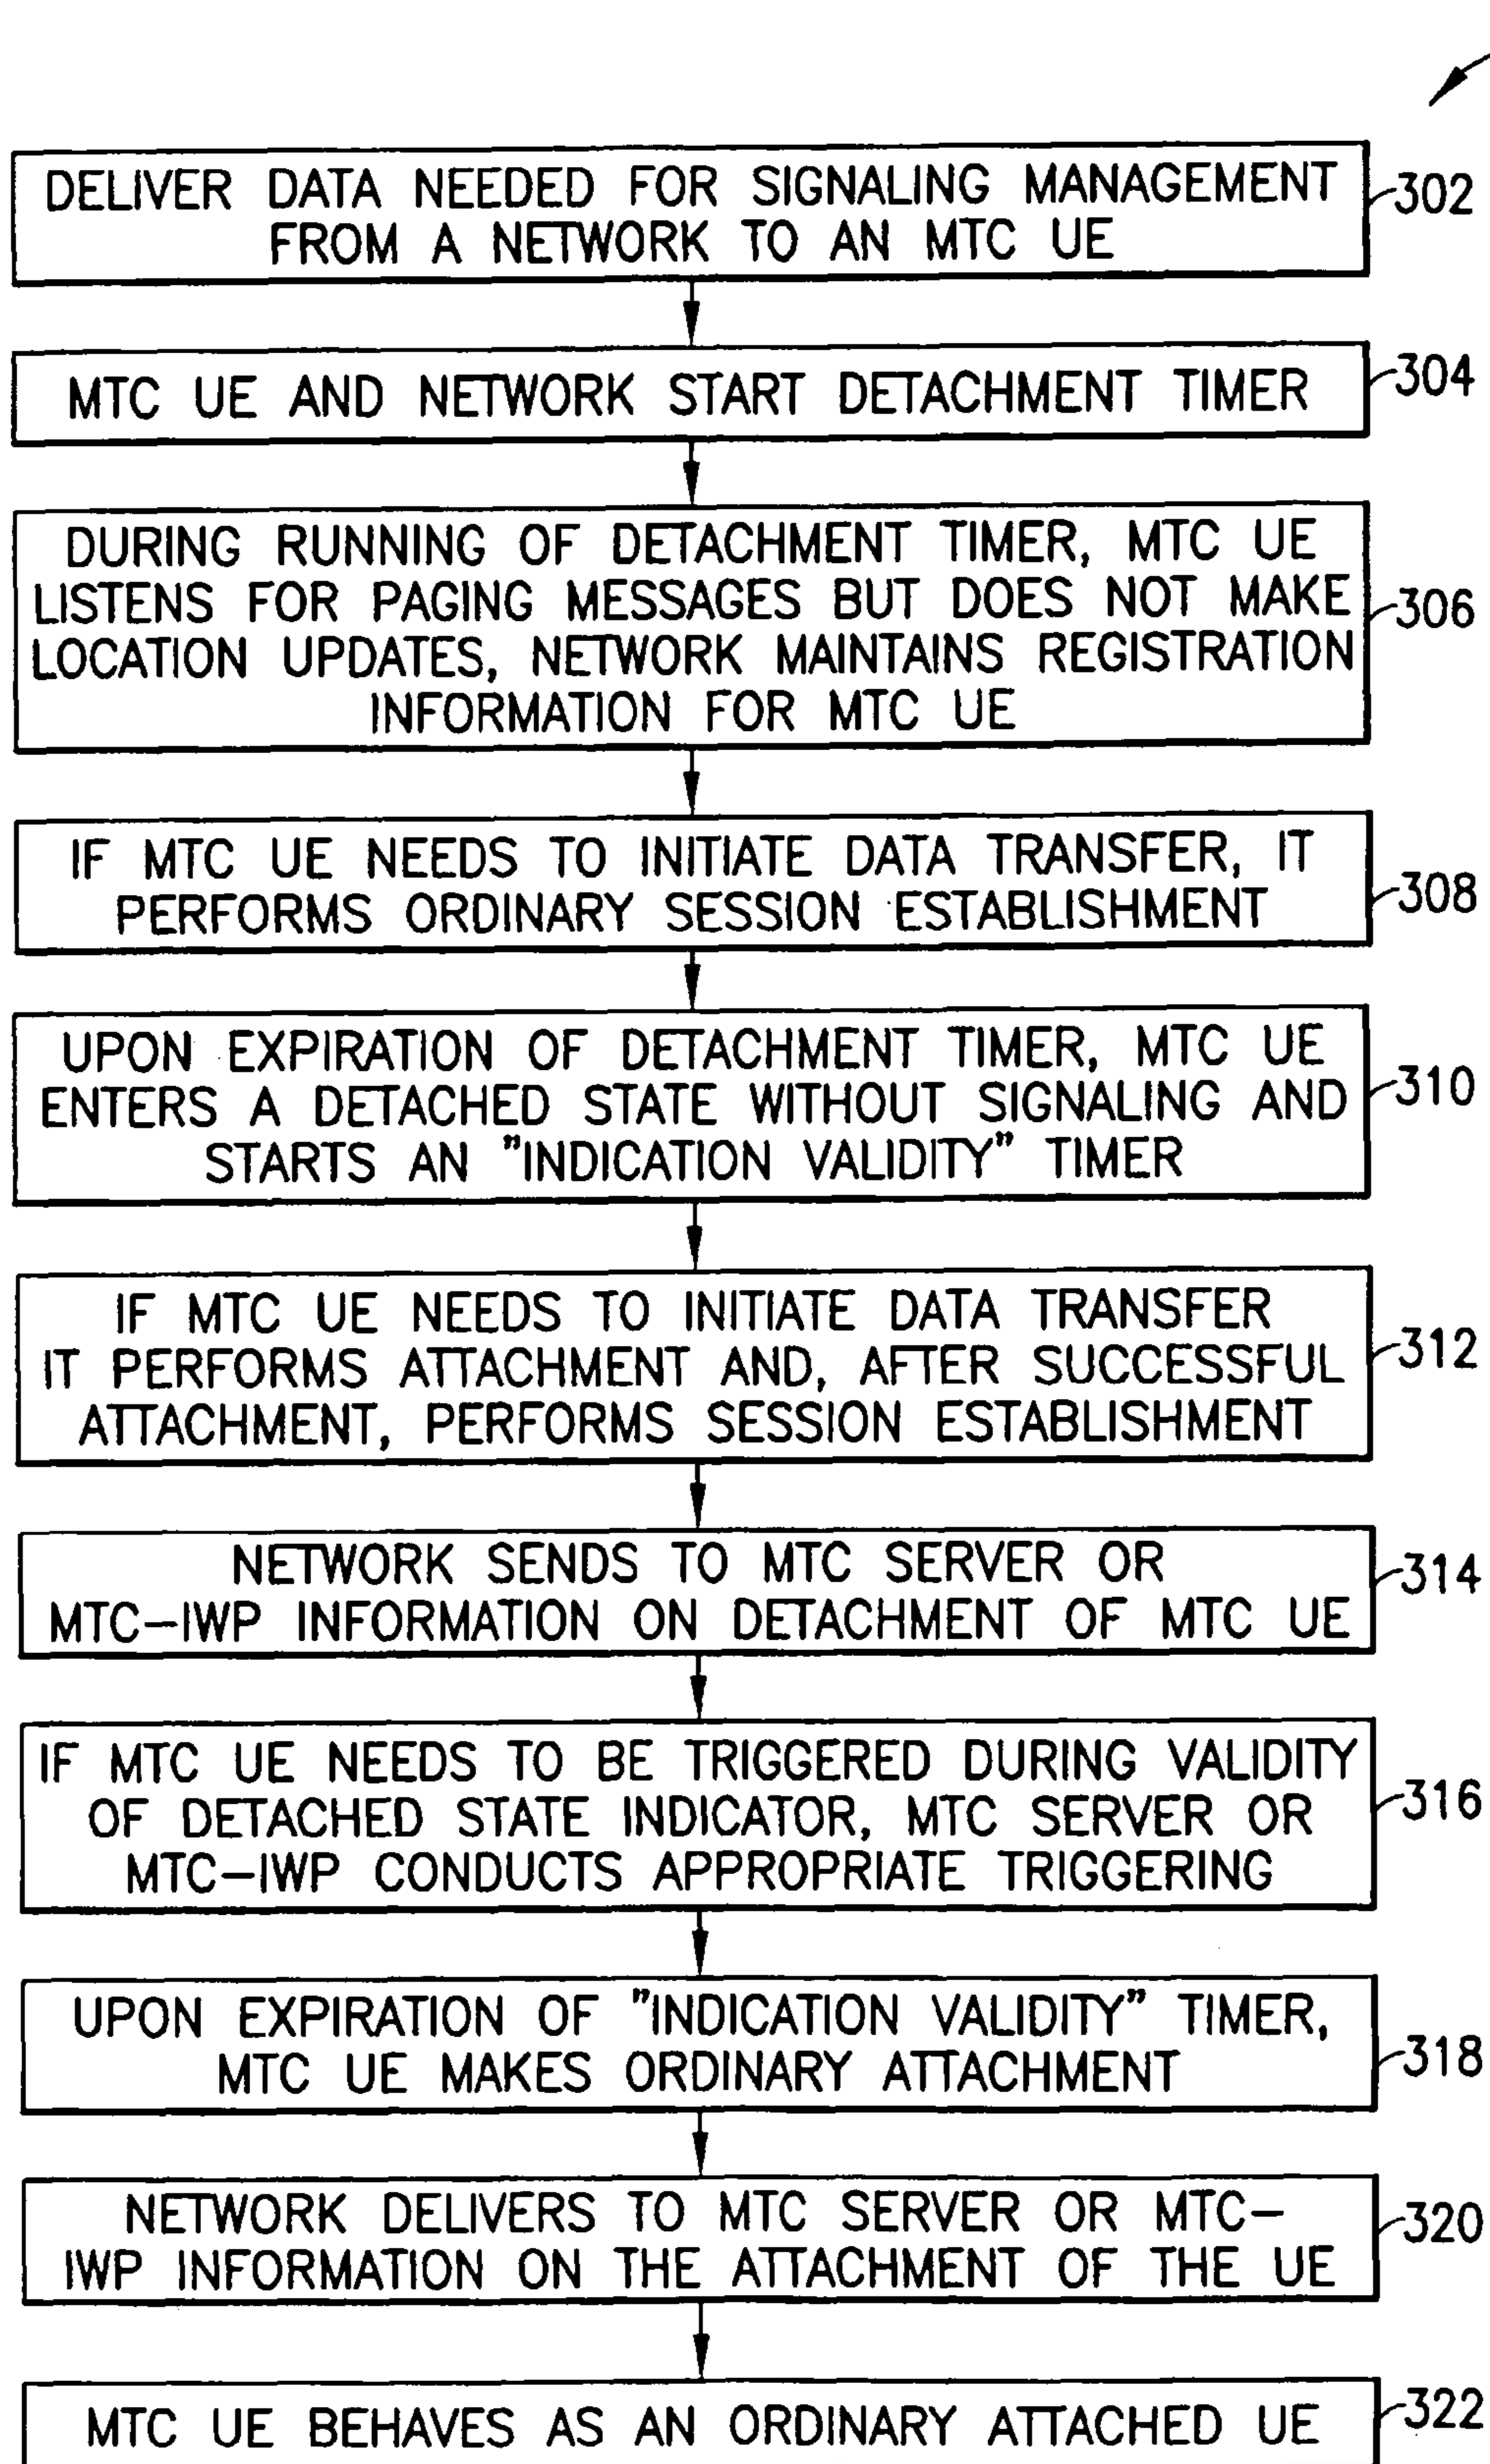 DELIVER DATA NEEDED FOR SIGNALING MANAGEMENT
FROM A NETWORK TO AN MTC UE
302
MTC UE AND NETWORK START DETACHMENT TIMER
304
DURING RUNNING OF DETACHMENT TIMER, MTC UE
LISTENS FOR PAGING MESSAGES BUT DOES NOT MAKE
LOCATION UPDATES, NETWORK MAINTAINS REGISTRATION
INFORMATION FOR MTC UE
306
IF MTC UE NEEDS TO INITIATE DATA TRANSFER, IT
PERFORMS ORDINARY SESSION ESTABLISHMENT
308
UPON EXPIRATION OF DETACHMENT TIMER, MTC UE
ENTERS A DETACHED STATE WITHOUT SIGNALING AND
STARTS AN "INDICATION VALIDITY" TIMER
310
IF MTC UE NEEDS TO INITIATE DATA TRANSFER
IT PERFORMS ATTACHMENT AND, AFTER SUCCESSFUL
ATTACHMENT, PERFORMS SESSION ESTABLISHMENT
312
NETWORK SENDS TO MTC SERVER OR
MTC-IWP INFORMATION ON DETACHMENT OF MTC UE
314
IF MTC UE NEEDS TO BE TRIGGERED DURING VALIDITY
OF DETACHED STATE INDICATOR, MTC SERVER OR
MTC-IWP CONDUCTS APPROPRIATE TRIGGERING
316
UPON EXPIRATION OF "INDICATION VALIDITY" TIMER,
MTC UE MAKES ORDINARY ATTACHMENT
318
NETWORK DELIVERS TO MTC SERVER OR MTC-
IWP INFORMATION ON THE ATTACHMENT OF THE UE
320
MTC UE BEHAVES AS AN ORDINARY ATTACHED UE
322